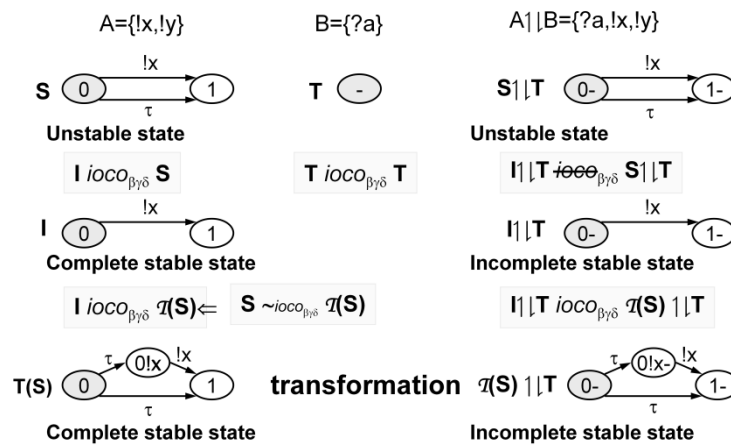 A={!x,!y} B={?a} A↿⇂B={?a,!x,!y}
S 0 !x τ 1 T - S↿⇂T 0- !x τ 1-
Unstable state Unstable state
I ioco_βγδ S T ioco_βγδ T I↿⇂T ioco_βγδ S↿⇂T
I 0 !x 1 I↿⇂T 0- !x 1-
Complete stable state Incomplete stable state
I ioco_βγδ 𝒯(S) ⇐ S ~ioco_βγδ 𝒯(S) I↿⇂T ioco_βγδ 𝒯(S) ↿⇂T
T(S) 0 τ 0!x !x τ 1 transformation 𝒯(S) ↿⇂T 0- τ 0!x- !x τ 1-
Complete stable state Incomplete stable state